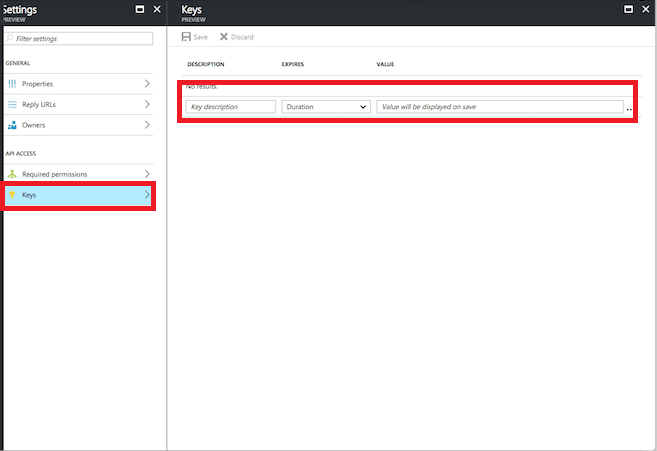 Settings
PREVIEW
Filter settings
GENERAL
Properties
Reply URLs
Owners
API ACCESS
Required permissions
Keys
Keys
PREVIEW
Save Discard
DESCRIPTION EXPIRES VALUE
No results.
Key description Duration Value will be displayed on save ..